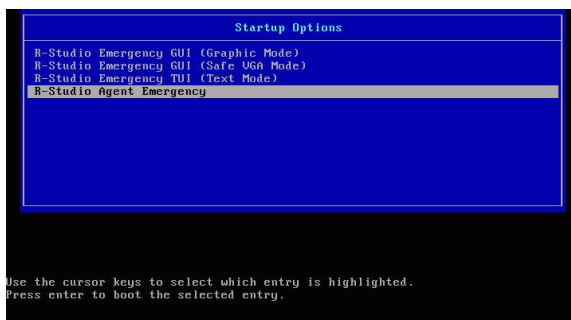 Startup Options
R-Studio Emergency GUI (Graphic Mode)
R-Studio Emergency GUI (Safe VGA Mode)
R-Studio Emergency TUI (Text Mode)
R-Studio Agent Emergency
Use the cursor keys to select which entry is highlighted.
Press enter to boot the selected entry.